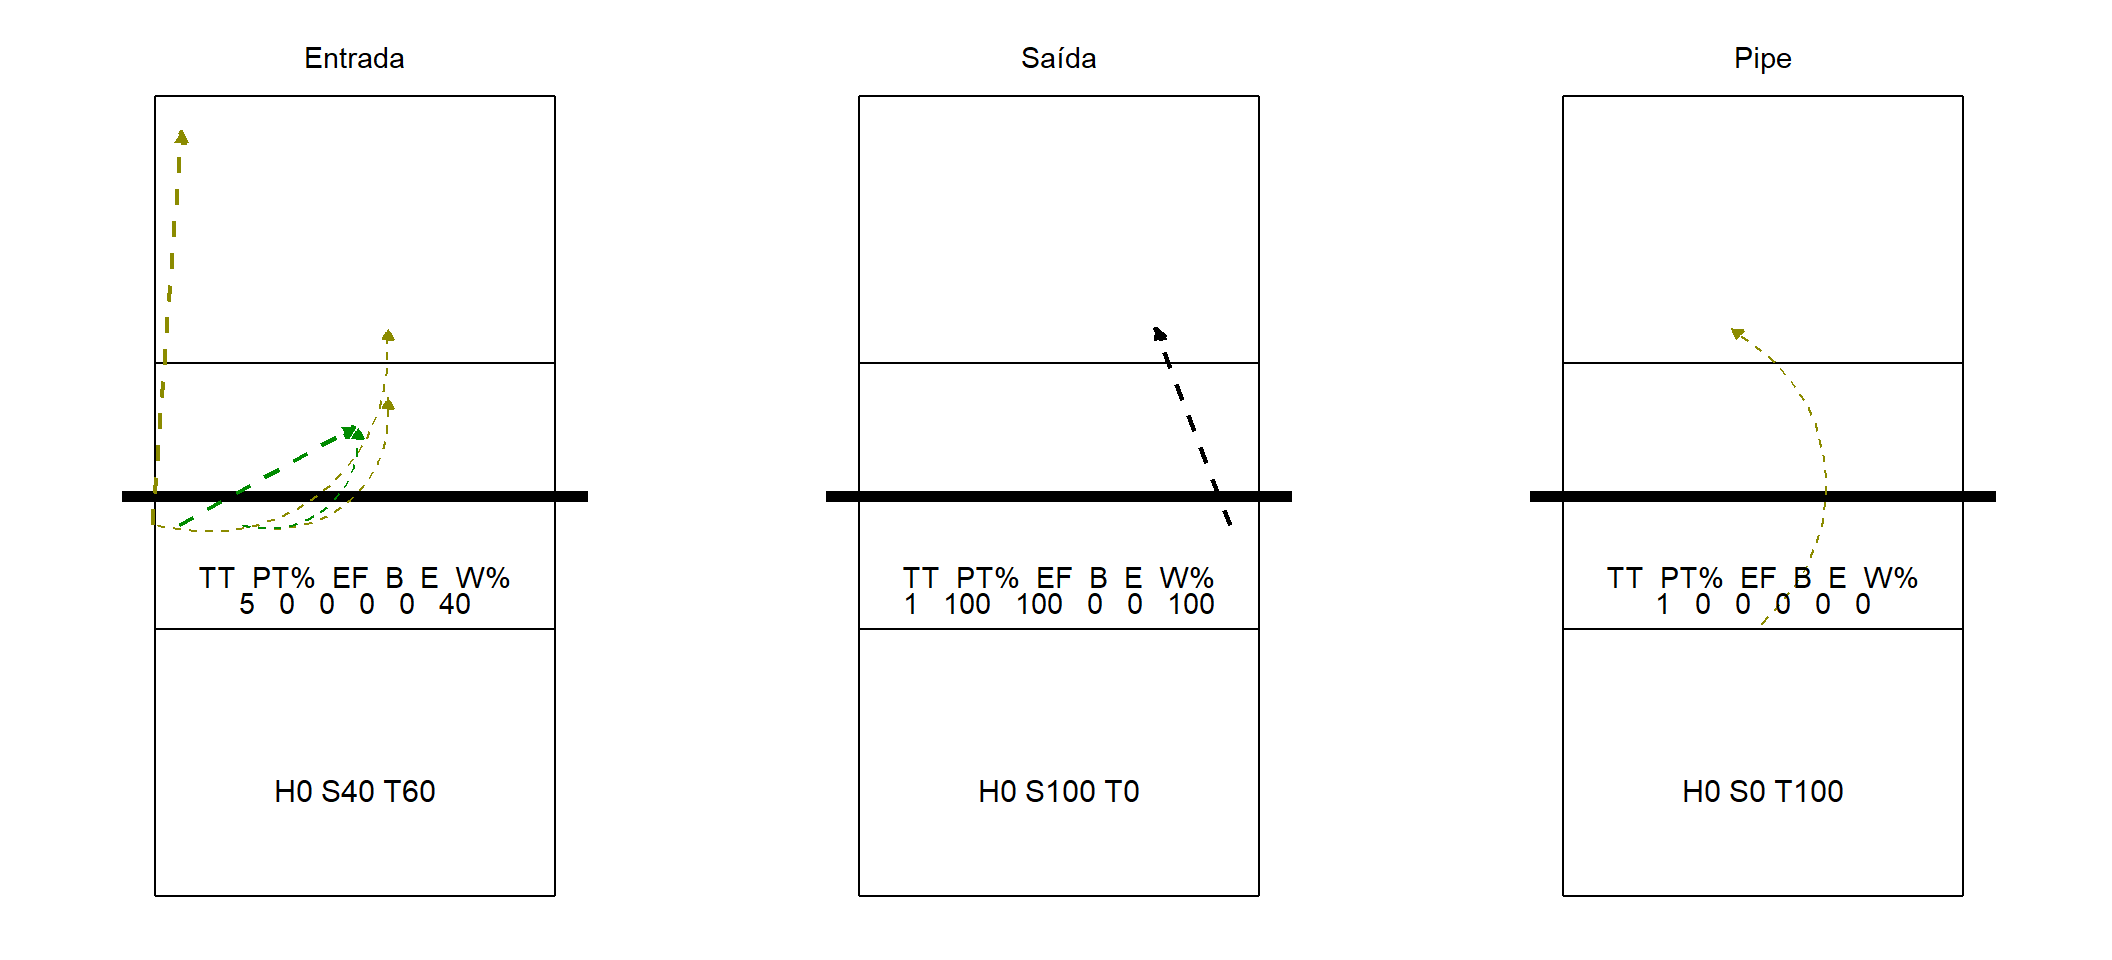 Entrada
TT PT% EF B E W%
5 0 0 0 0 40
H0 S40 T60
Saída
TT PT% EF B E W%
1 100 100 0 0 100
H0 S100 T0
Pipe
TT PT% EF B E W%
1 0 0 0 0 0
H0 S0 T100